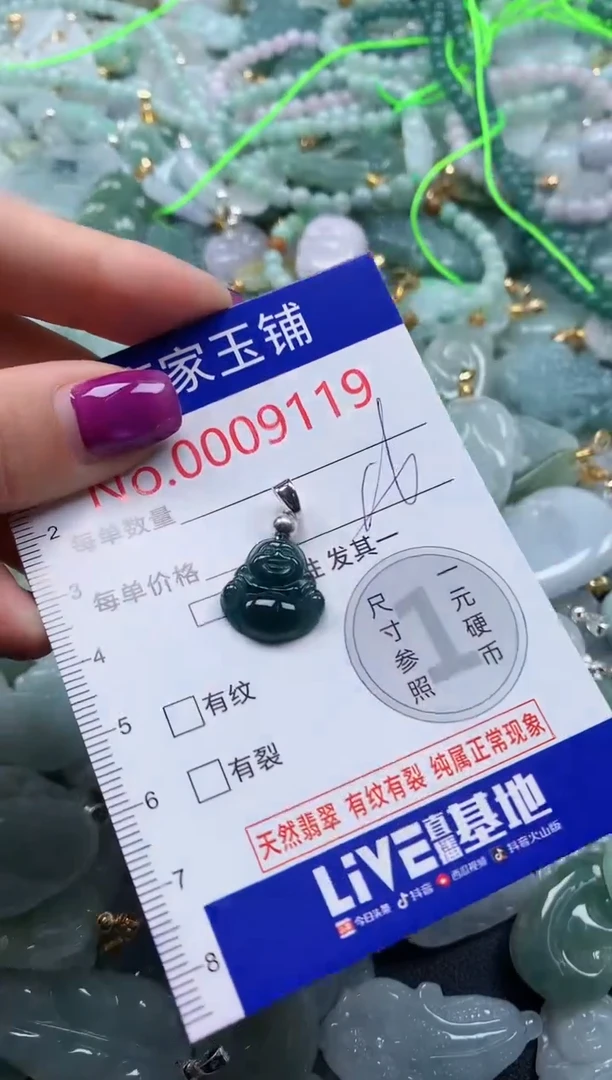 家玉铺
No.0009119
每单数量
每单价格
发其一
有纹
有裂
尺寸参照
1
一元硬币
天然翡翠 有纹有裂 纯属正常现象
LiVE直播基地
今日头条 抖音 西瓜视频 抖音火山版
2
3
4
5
6
7
8